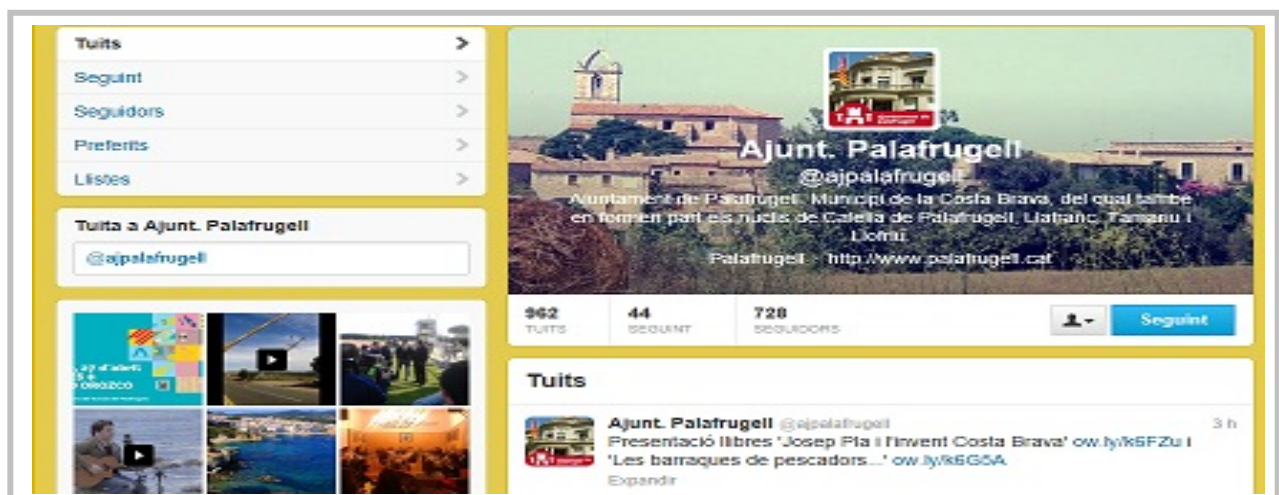 Tuits
Seguint
Seguidors
Preferits
Llistes
Tuita a Ajunt. Palafrugell
@ajpalafrugell
OROZCO
Ajunt. Palafrugell
@ajpalafrugell
Ajuntament de Palafrugell. Municipi de la Costa Brava, del qual també
en formen part els nuclis de Calella de Palafrugell, Llafranc, Tamariu i
Llofriu.
Palafrugell · http://www.palafrugell.cat
962
TUITS
44
SEGUINT
728
SEGUIDORS
Seguint
Tuits
Ajunt. Palafrugell @ajpalafrugell 3 h
Presentació llibres 'Josep Pla i l'invent Costa Brava' ow.ly/k6FZu i
'Les barraques de pescadors...' ow.ly/k6G5A
Expandir